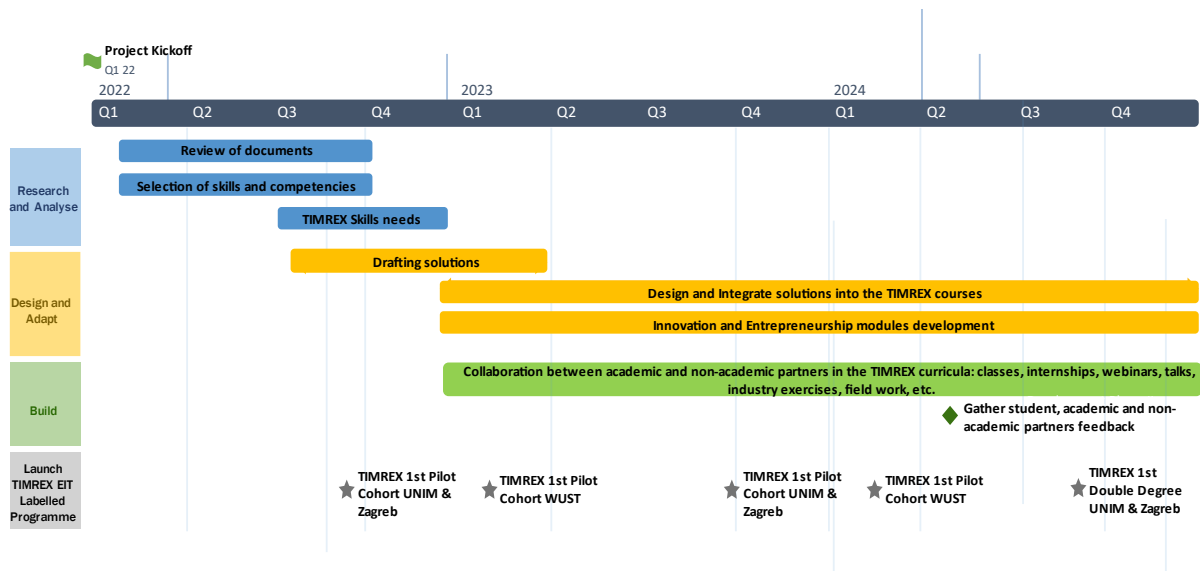 Project Kickoff
Q1 22
2022
2023
2024
Q1 Q2 Q3 Q4 Q1 Q2 Q3 Q4 Q1 Q2 Q3 Q4
Research
and Analyse
Review of documents
Selection of skills and competencies
TIMREX Skills needs
Design and
Adapt
Drafting solutions
Design and Integrate solutions into the TIMREX courses
Innovation and Entrepreneurship modules development
Build
Collaboration between academic and non-academic partners in the TIMREX curricula: classes, internships, webinars, talks,
industry exercises, field work, etc.
Gather student, academic and non-
academic partners feedback
Launch
TIMREX EIT
Labelled
Programme
TIMREX 1st Pilot
Cohort UNIM &
Zagreb
TIMREX 1st Pilot
Cohort WUST
TIMREX 1st Pilot
Cohort UNIM &
Zagreb
TIMREX 1st Pilot
Cohort WUST
TIMREX 1st
Double Degree
UNIM & Zagreb